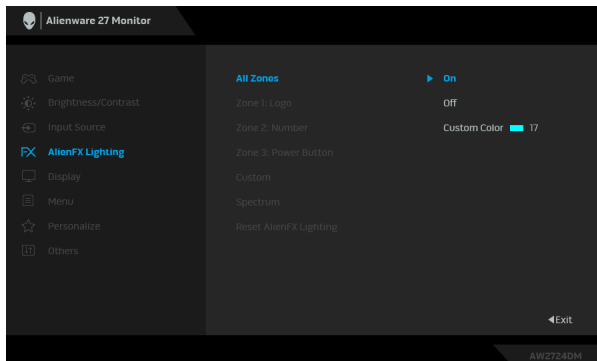 Alienware 27 Monitor
Game
Brightness/Contrast
Input Source
FX AlienFX Lighting
Display
Menu
Personalize
Others
All Zones
Zone 1: Logo
Zone 2: Number
Zone 3: Power Button
Custom
Spectrum
Reset AlienFX Lighting
On
Off
Custom Color 17
Exit
AW2724DM